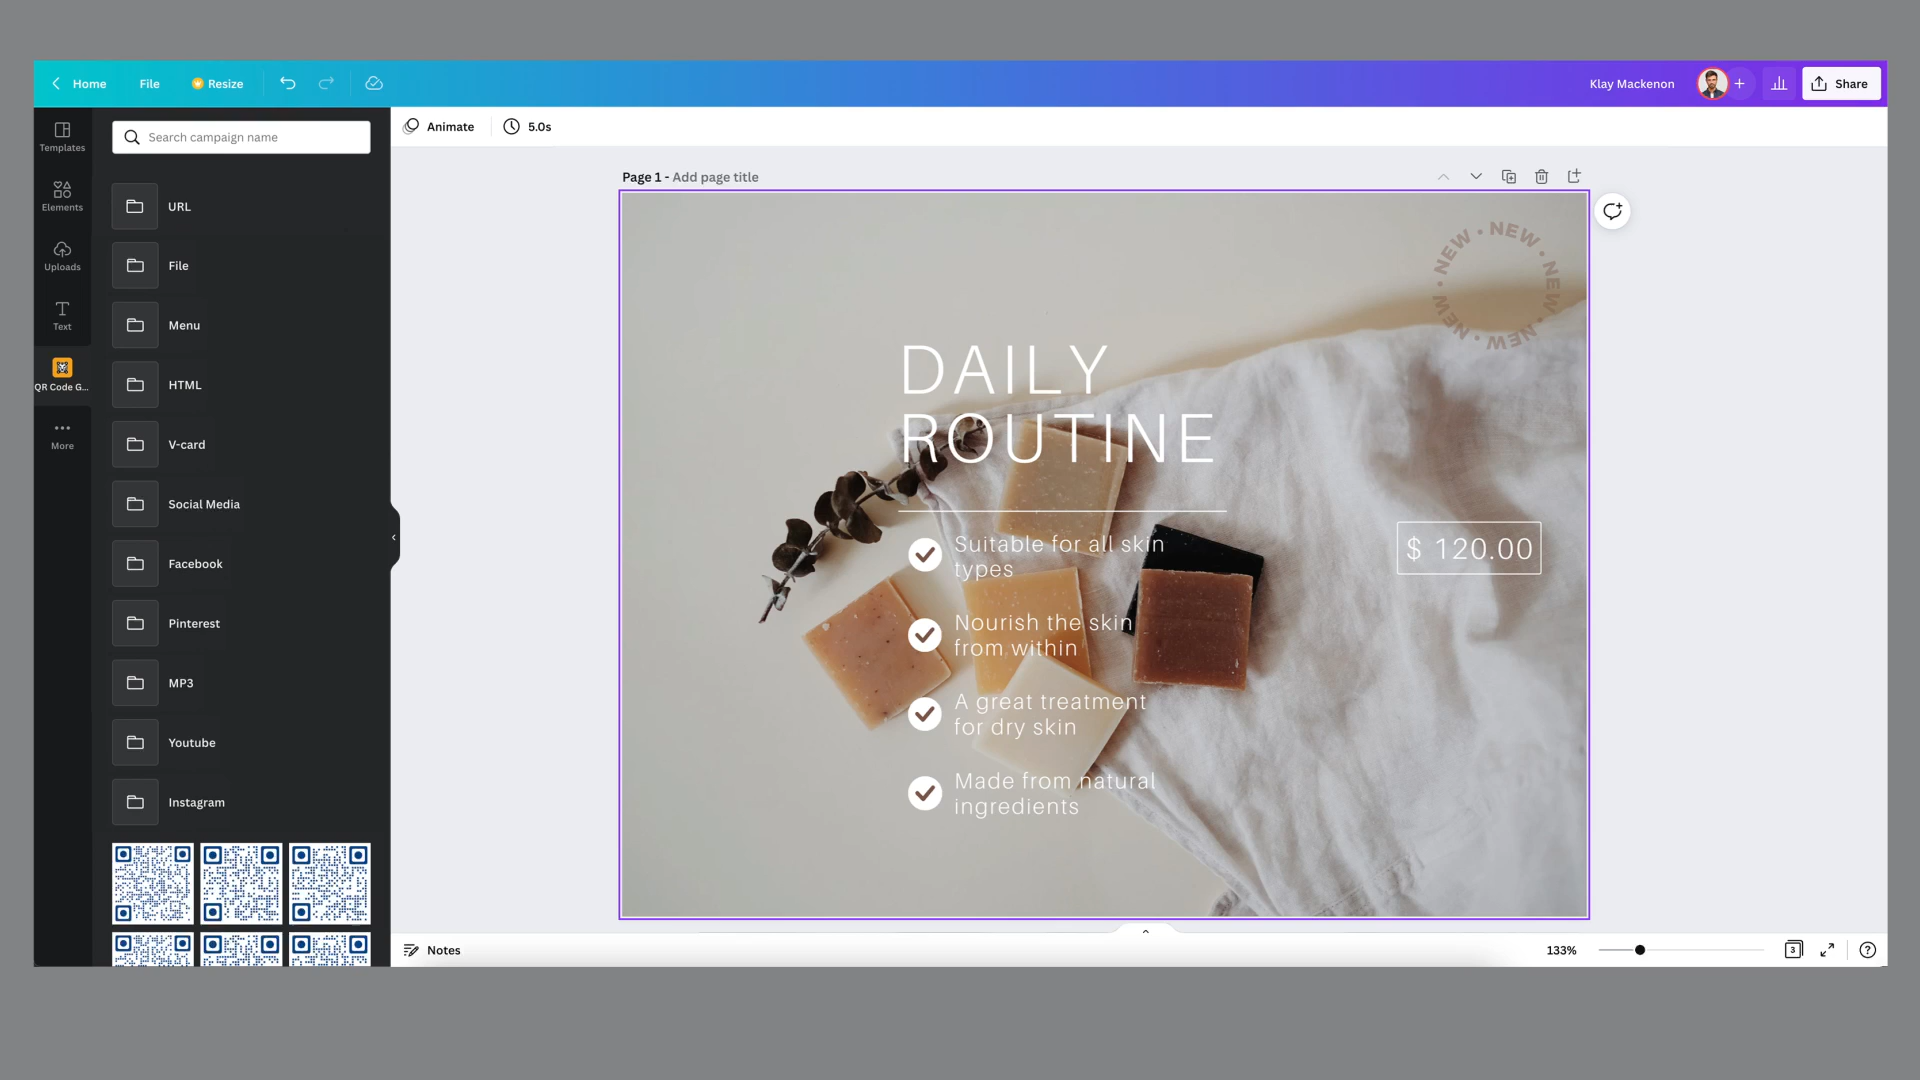 Home File Resize Klay Mackenon Share
Templates
Elements
Uploads
Text
QR Code G...
More
Search campaign name
URL
File
Menu
HTML
V-card
Social Media
Facebook
Pinterest
MP3
Youtube
Instagram
Animate 5.0s
Page 1 - Add page title
NEW • NEW • NEW • NEW • NEW •
DAILY
ROUTINE
Suitable for all skin
types
Nourish the skin
from within
A great treatment
for dry skin
Made from natural
ingredients
$ 120.00
Notes 133% 3 ?